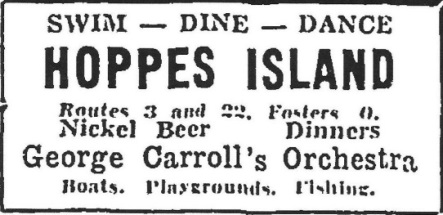 SWIM — DINE — DANCE
HOPPES ISLAND
Routes 3 and 22. Fosters O.
Nickel Beer Dinners
George Carroll's Orchestra
Boats. Playgrounds. Fishing.